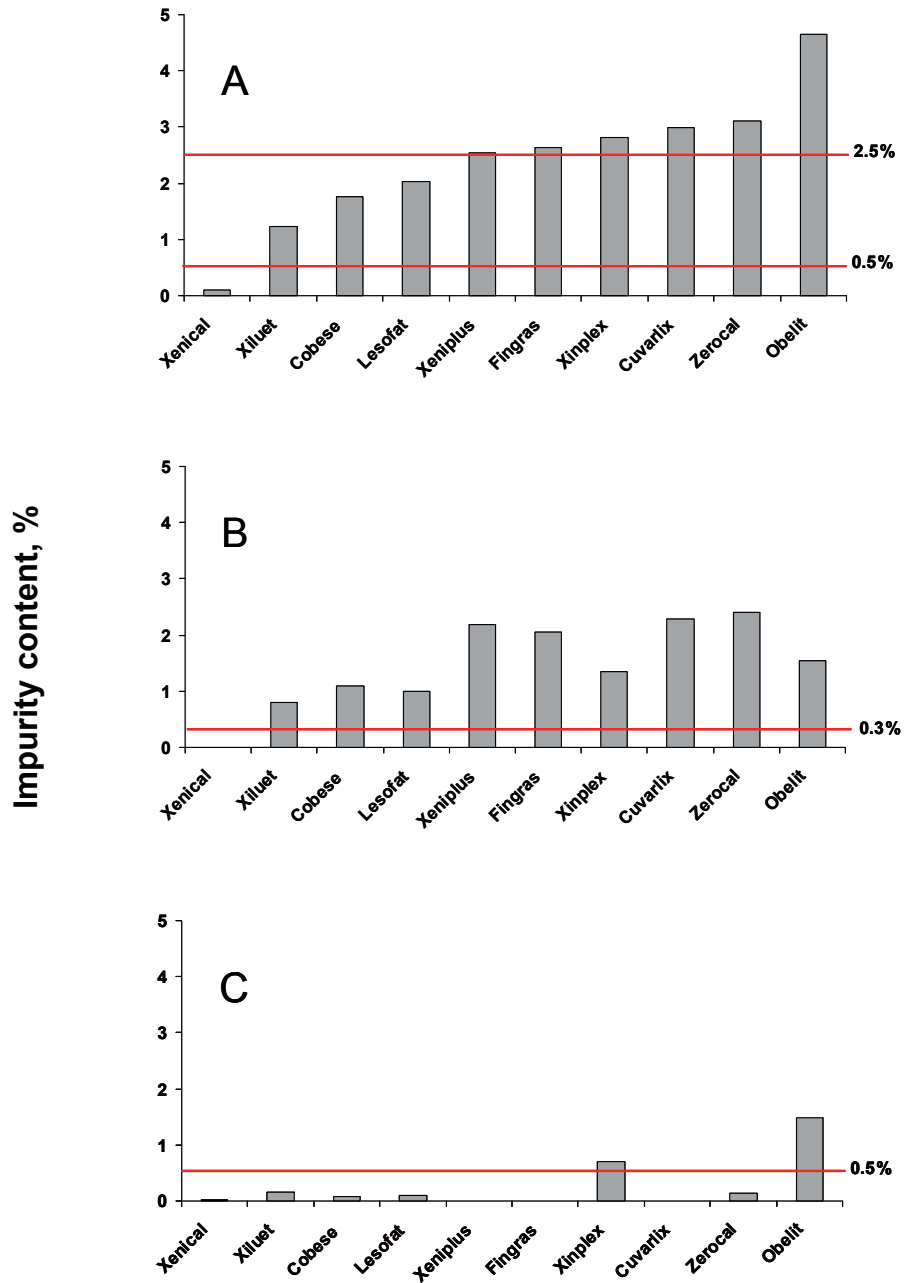 Impurity content, %
5
4
3
2
1
0
A
2.5%
0.5%
Xenical
Xiluet
Cobese
Lesofat
Xeniplus
Fingras
Xinplex
Cuvarlix
Zerocal
Obelit
5
4
3
2
1
0
B
0.3%
Xenical
Xiluet
Cobese
Lesofat
Xeniplus
Fingras
Xinplex
Cuvarlix
Zerocal
Obelit
5
4
3
2
1
0
C
0.5%
Xenical
Xiluet
Cobese
Lesofat
Xeniplus
Fingras
Xinplex
Cuvarlix
Zerocal
Obelit